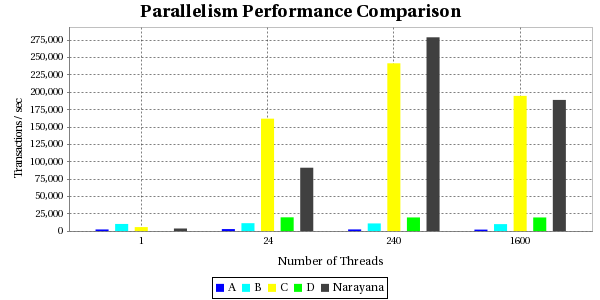 Parallelism Performance Comparison
275,000
250,000
225,000
200,000
175,000
150,000
125,000
100,000
75,000
50,000
25,000
0
Transactions / sec
1 24 240 1600
Number of Threads
A B C D Narayana